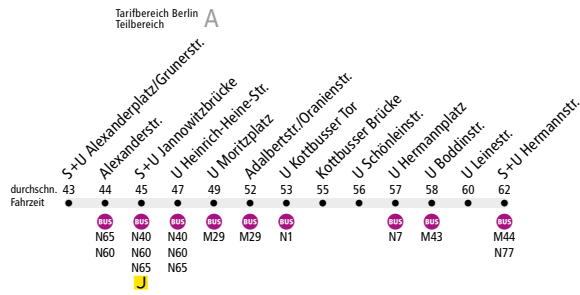 Tarifbereich Berlin
Teilbereich A
S+U Alexanderplatz/Grunerstr.
Alexanderstr.
S+U Jannowitzbrücke
U Heinrich-Heine-Str.
U Moritzplatz
Adalbertstr./Oranienstr.
U Kottbusser Tor
Kottbusser Brücke
U Schönleinstr.
U Hermannplatz
U Boddinstr.
U Leinestr.
S+U Hermannstr.
durchschn. 43 44 45 47 49 52 53 55 56 57 58 60 62
Fahrzeit
BUS BUS BUS BUS BUS BUS BUS BUS BUS
N65 N40 N40 M29 M29 N1 N7 M43 M44
N60 N60 N60 N77
N65 N65
J